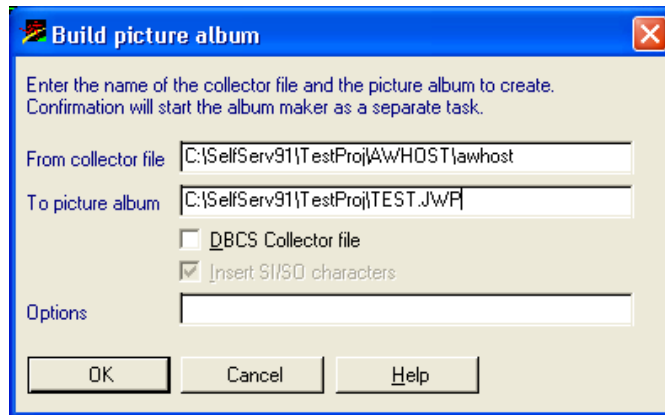 Build picture album
Enter the name of the collector file and the picture album to create.
Confirmation will start the album maker as a separate task.
From collector file C:\SelfServ91\TestProj\AWHOST\awhost
To picture album C:\SelfServ91\TestProj\TEST.JWP
DBCS Collector file
Insert SI/SO characters
Options
OK Cancel Help